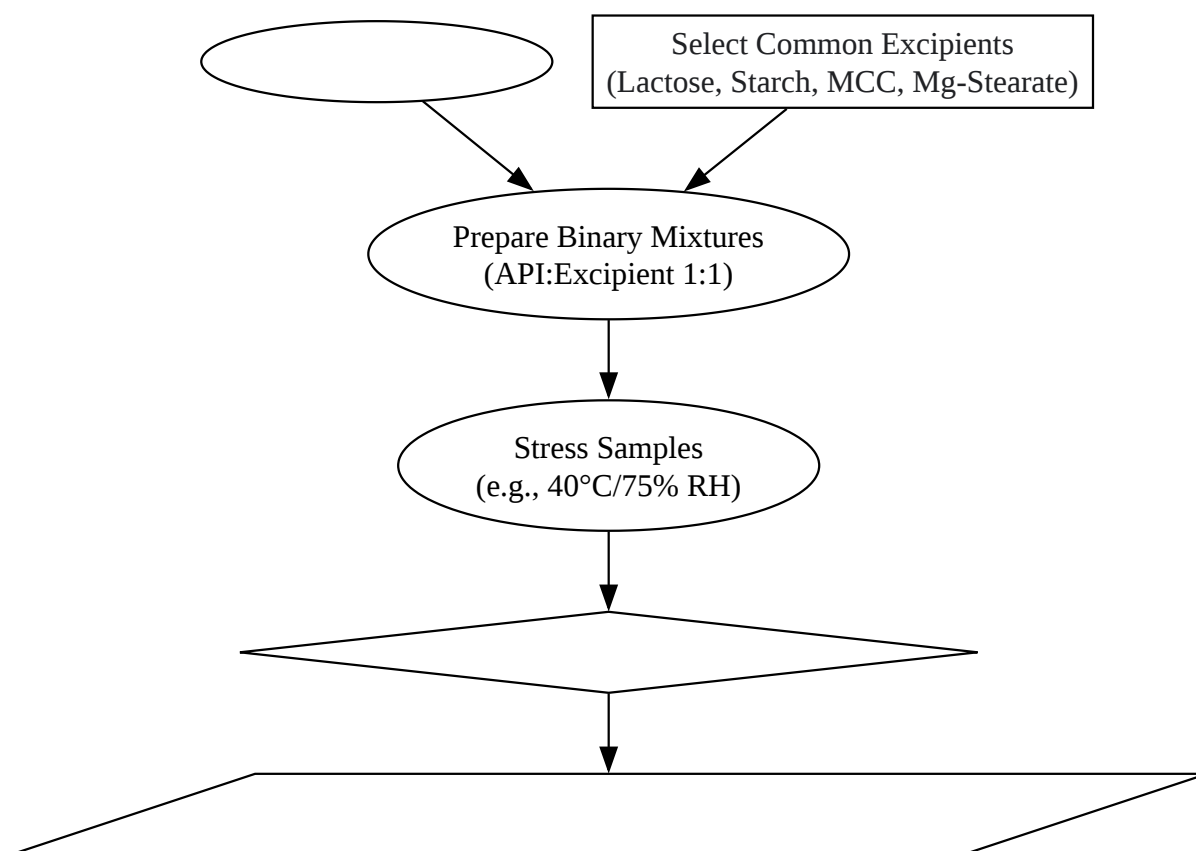 Select Common Excipients
(Lactose, Starch, MCC, Mg-Stearate)
Prepare Binary Mixtures
(API:Excipient 1:1)
Stress Samples
(e.g., 40°C/75% RH)